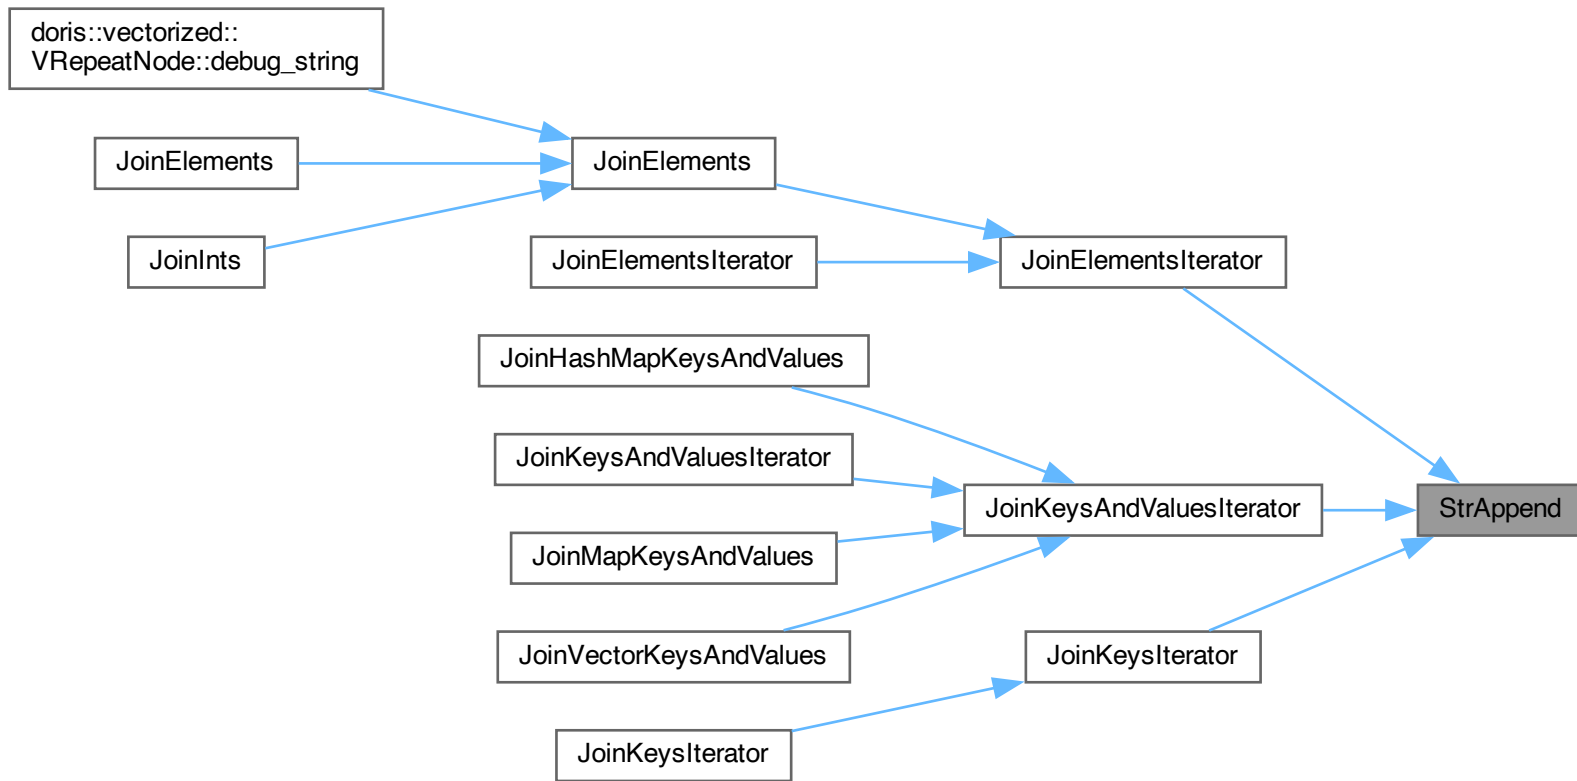 doris::vectorized::
VRepeatNode::debug_string
JoinElements
JoinElements
JoinInts
JoinElementsIterator
JoinElementsIterator
JoinHashMapKeysAndValues
JoinKeysAndValuesIterator
JoinKeysAndValuesIterator
StrAppend
JoinMapKeysAndValues
JoinVectorKeysAndValues
JoinKeysIterator
JoinKeysIterator